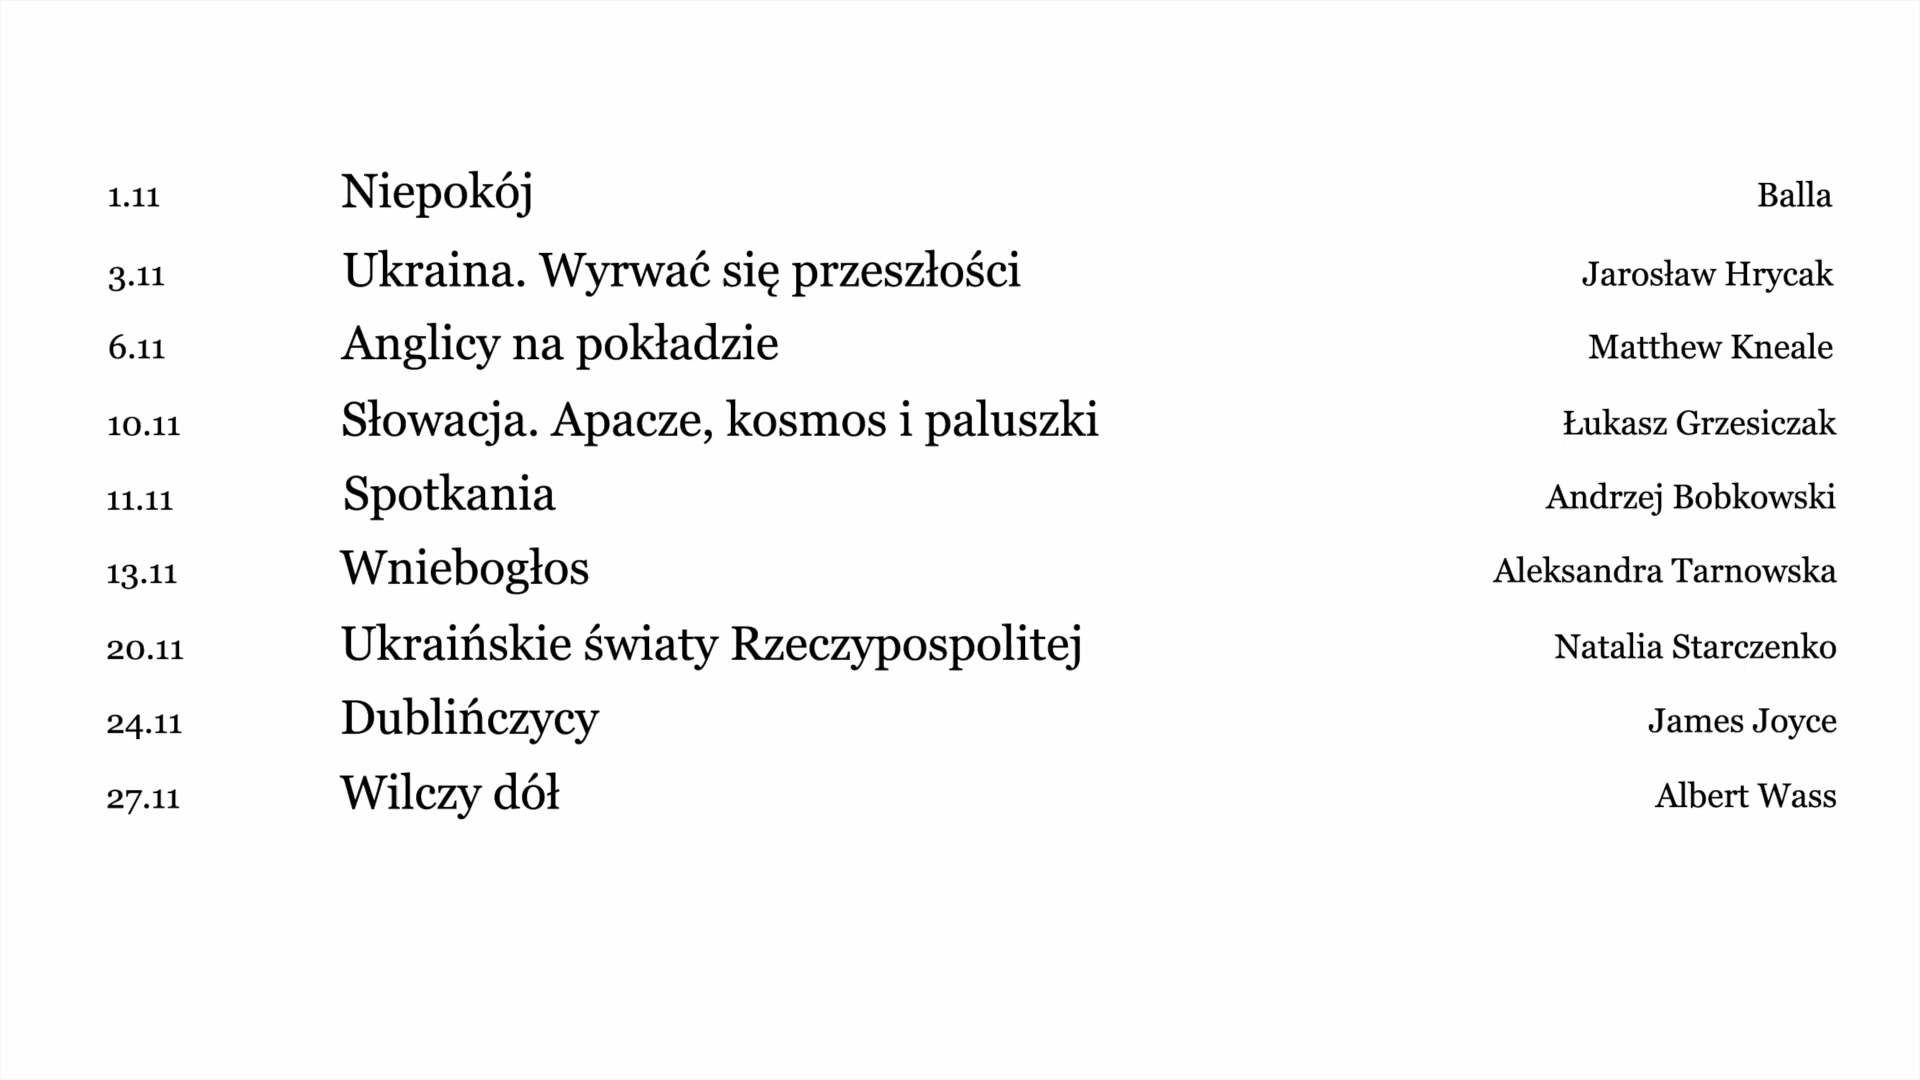 1.11 Niepokój Balla
3.11 Ukraina. Wyrwać się przeszłości Jarosław Hrycak
6.11 Anglicy na pokładzie Matthew Kneale
10.11 Słowacja. Apacze, kosmos i paluszki Łukasz Grzesiczak
11.11 Spotkania Andrzej Bobkowski
13.11 Wniebogłos Aleksandra Tarnowska
20.11 Ukraińskie światy Rzeczypospolitej Natalia Starczenko
24.11 Dublińczycy James Joyce
27.11 Wilczy dół Albert Wass